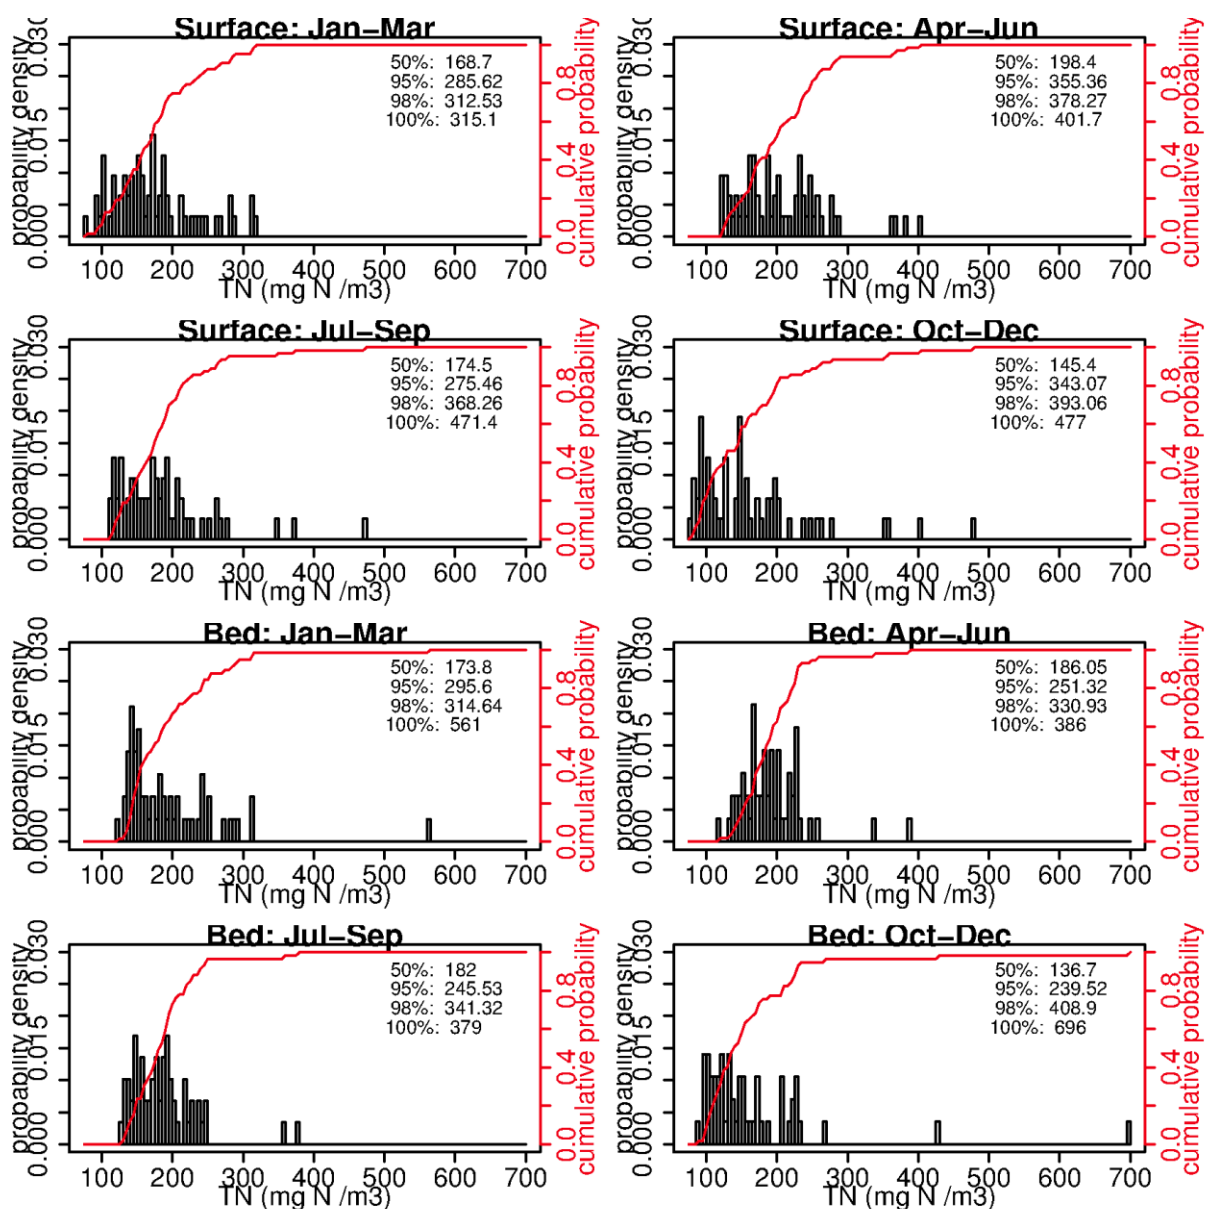 Surface: Jan−Mar
probability density
0.000 0.015 0.030
50%: 168.7
95%: 285.62
98%: 312.53
100%: 315.1
0.0 0.4 0.8
cumulative probability
100 200 300 400 500 600 700
TN (mg N /m3)
Surface: Apr−Jun
probability density
0.000 0.015 0.030
50%: 198.4
95%: 355.36
98%: 378.27
100%: 401.7
0.0 0.4 0.8
cumulative probability
100 200 300 400 500 600 700
TN (mg N /m3)
Surface: Jul−Sep
probability density
0.000 0.015 0.030
50%: 174.5
95%: 275.46
98%: 368.26
100%: 471.4
0.0 0.4 0.8
cumulative probability
100 200 300 400 500 600 700
TN (mg N /m3)
Surface: Oct−Dec
probability density
0.000 0.015 0.030
50%: 145.4
95%: 343.07
98%: 393.06
100%: 477
0.0 0.4 0.8
cumulative probability
100 200 300 400 500 600 700
TN (mg N /m3)
Bed: Jan−Mar
probability density
0.000 0.015 0.030
50%: 173.8
95%: 295.6
98%: 314.64
100%: 561
0.0 0.4 0.8
cumulative probability
100 200 300 400 500 600 700
TN (mg N /m3)
Bed: Apr−Jun
probability density
0.000 0.015 0.030
50%: 186.05
95%: 251.32
98%: 330.93
100%: 386
0.0 0.4 0.8
cumulative probability
100 200 300 400 500 600 700
TN (mg N /m3)
Bed: Jul−Sep
probability density
0.000 0.015 0.030
50%: 182
95%: 245.53
98%: 341.32
100%: 379
0.0 0.4 0.8
cumulative probability
100 200 300 400 500 600 700
TN (mg N /m3)
Bed: Oct−Dec
probability density
0.000 0.015 0.030
50%: 136.7
95%: 239.52
98%: 408.9
100%: 696
0.0 0.4 0.8
cumulative probability
100 200 300 400 500 600 700
TN (mg N /m3)